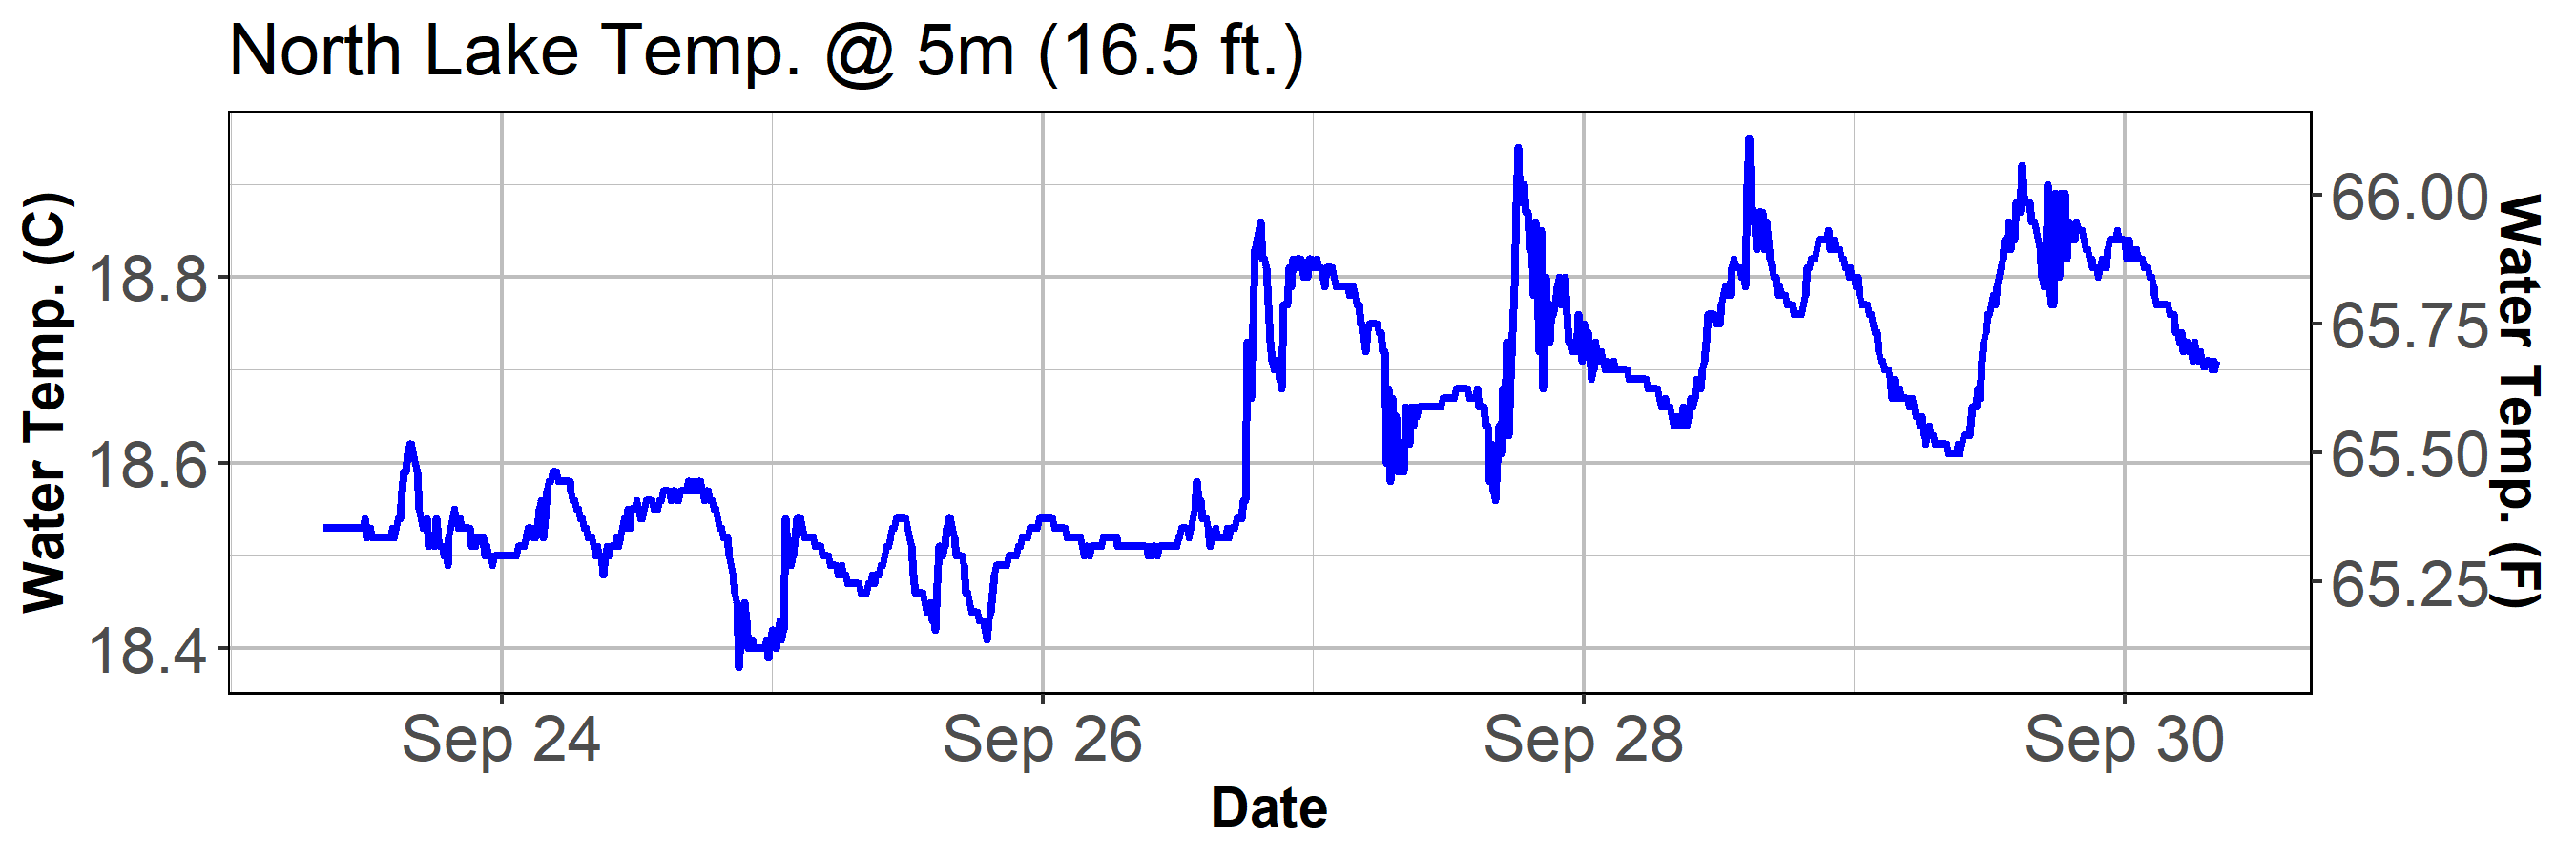 North Lake Temp. @ 5m (16.5 ft.)
Water Temp. (C)
18.8
18.6
18.4
66.00
65.75
65.50
65.25
Water Temp. (F)
Sep 24 Sep 26 Sep 28 Sep 30
Date